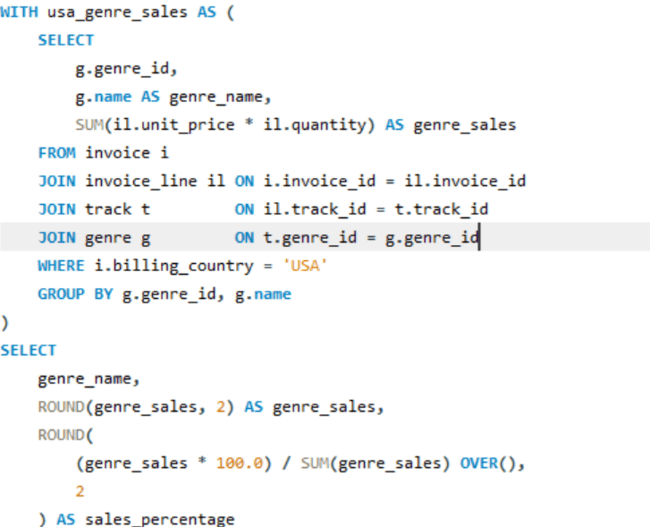 WITH usa_genre_sales AS (
    SELECT
        g.genre_id,
        g.name AS genre_name,
        SUM(il.unit_price * il.quantity) AS genre_sales
    FROM invoice i
    JOIN invoice_line il ON i.invoice_id = il.invoice_id
    JOIN track t         ON il.track_id = t.track_id
    JOIN genre g         ON t.genre_id = g.genre_id
    WHERE i.billing_country = 'USA'
    GROUP BY g.genre_id, g.name
)
SELECT
    genre_name,
    ROUND(genre_sales, 2) AS genre_sales,
    ROUND(
        (genre_sales * 100.0) / SUM(genre_sales) OVER(),
        2
    ) AS sales_percentage